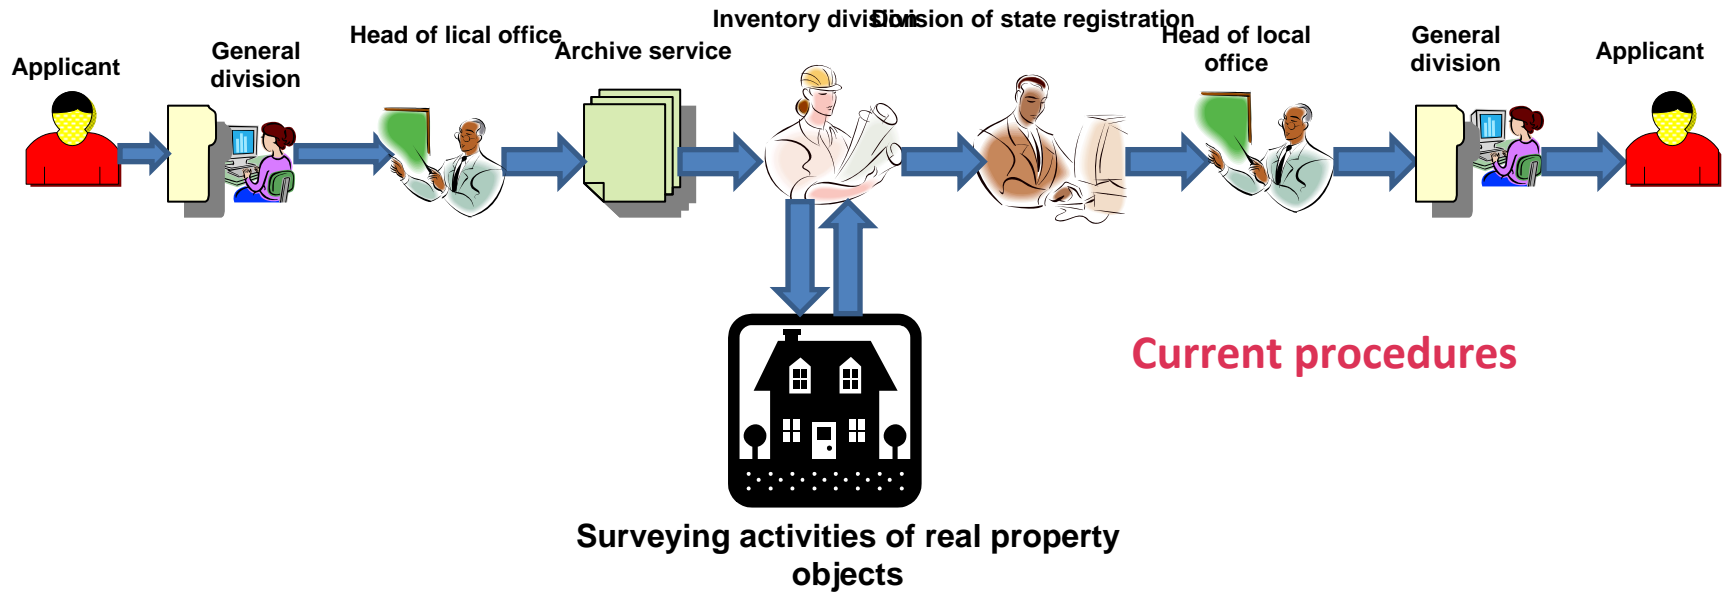 Applicant
General
division
Head of lical office
Archive service
Inventory division
Division of state registration
Head of local
office
General
division
Applicant
Current procedures
Surveying activities of real property
objects